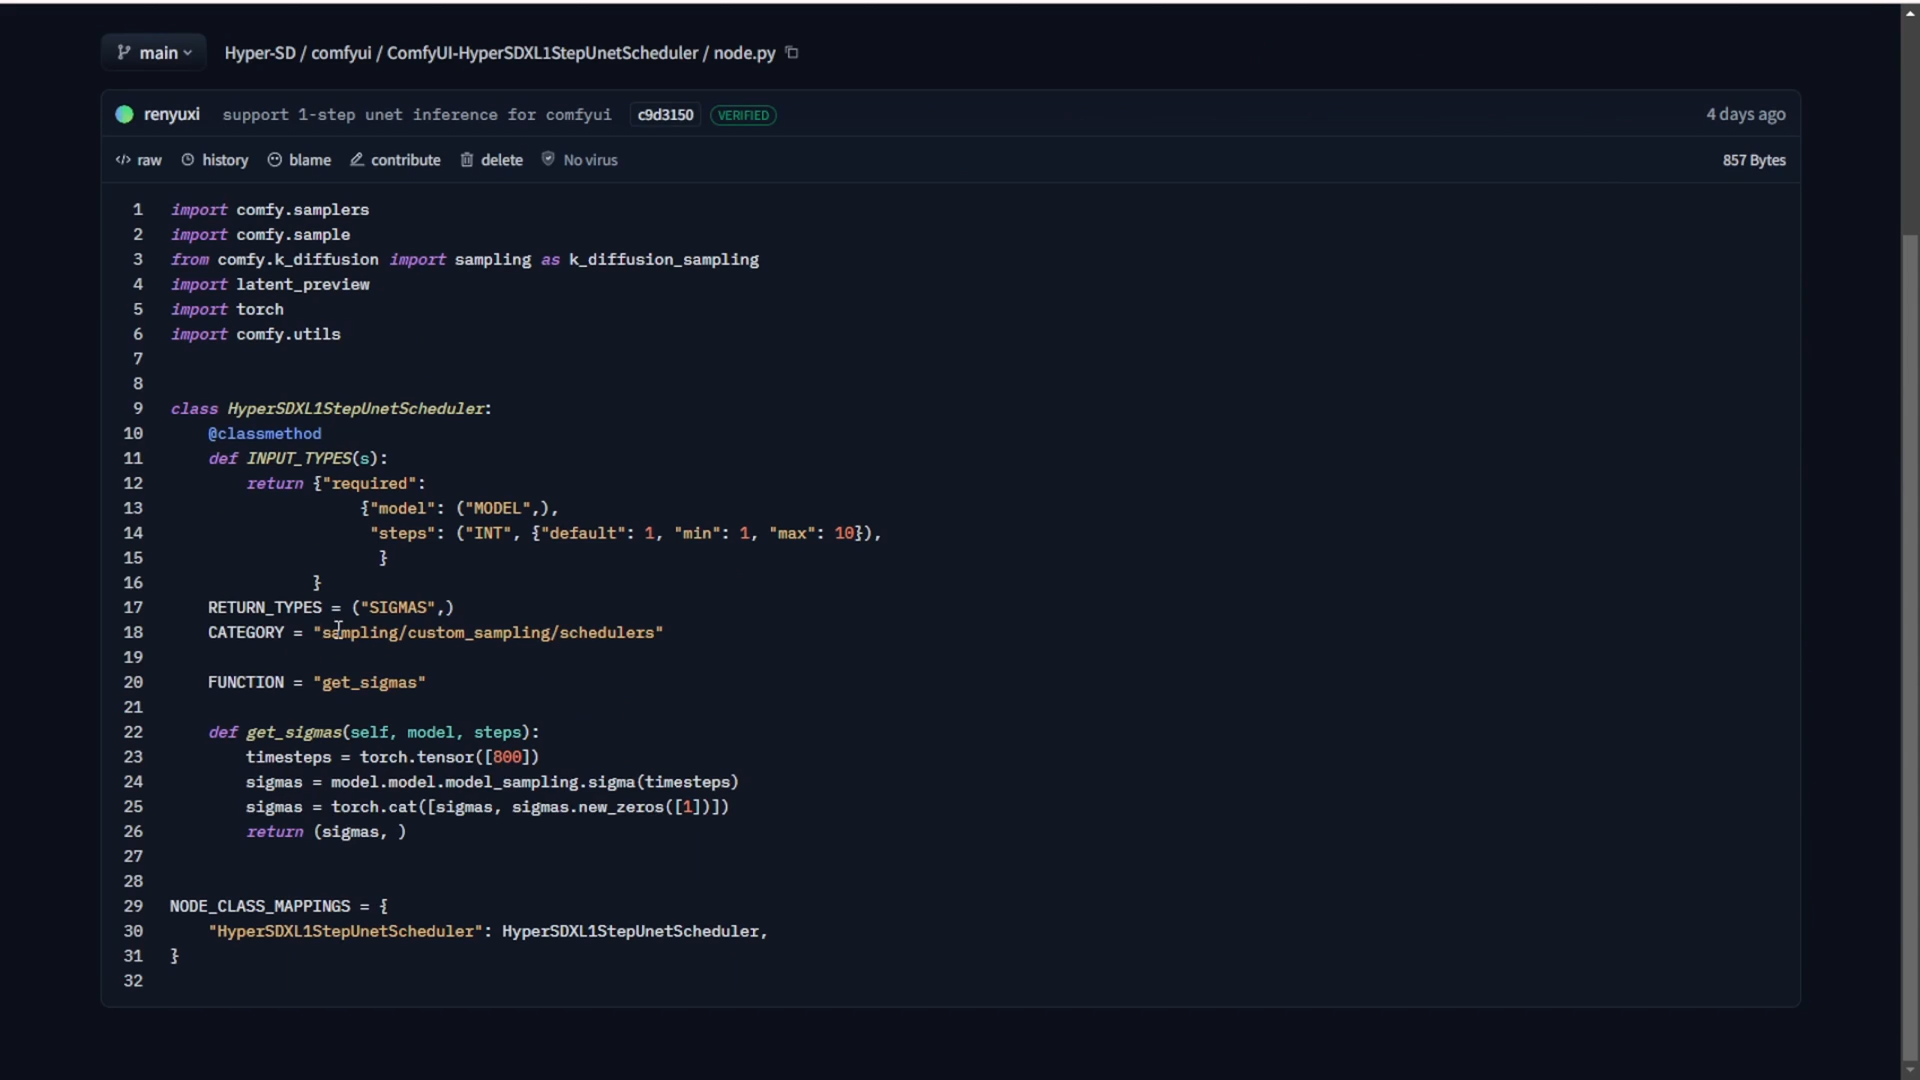 main Hyper-SD / comfyui / ComfyUI-HyperSDXL1StepUnetScheduler / node.py
renyuxi support 1-step unet inference for comfyui c9d3150 VERIFIED 4 days ago
</> raw history blame contribute delete No virus 857 Bytes
1 import comfy.samplers
2 import comfy.sample
3 from comfy.k_diffusion import sampling as k_diffusion_sampling
4 import latent_preview
5 import torch
6 import comfy.utils
7
8
9 class HyperSDXL1StepUnetScheduler:
10 @classmethod
11 def INPUT_TYPES(s):
12 return {"required":
13 {"model": ("MODEL",),
14 "steps": ("INT", {"default": 1, "min": 1, "max": 10}),
15 }
16 }
17 RETURN_TYPES = ("SIGMAS",)
18 CATEGORY = "sampling/custom_sampling/schedulers"
19
20 FUNCTION = "get_sigmas"
21
22 def get_sigmas(self, model, steps):
23 timesteps = torch.tensor([800])
24 sigmas = model.model.model_sampling.sigma(timesteps)
25 sigmas = torch.cat([sigmas, sigmas.new_zeros([1])])
26 return (sigmas, )
27
28
29 NODE_CLASS_MAPPINGS = {
30 "HyperSDXL1StepUnetScheduler": HyperSDXL1StepUnetScheduler,
31 }
32